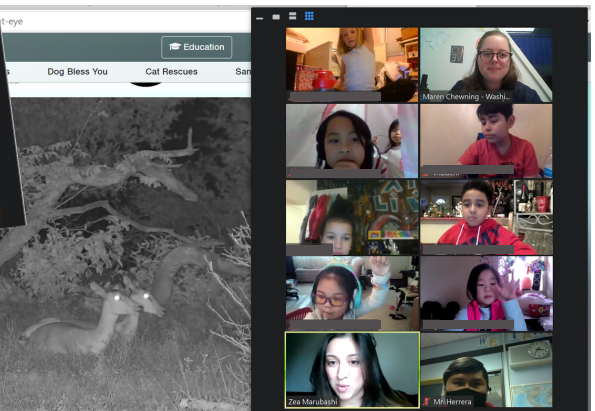 t-eye
Education
s
Dog Bless You
Cat Rescues
San
Maren Chewning - Washi...
Zea Marubashi
Mr. Herrera